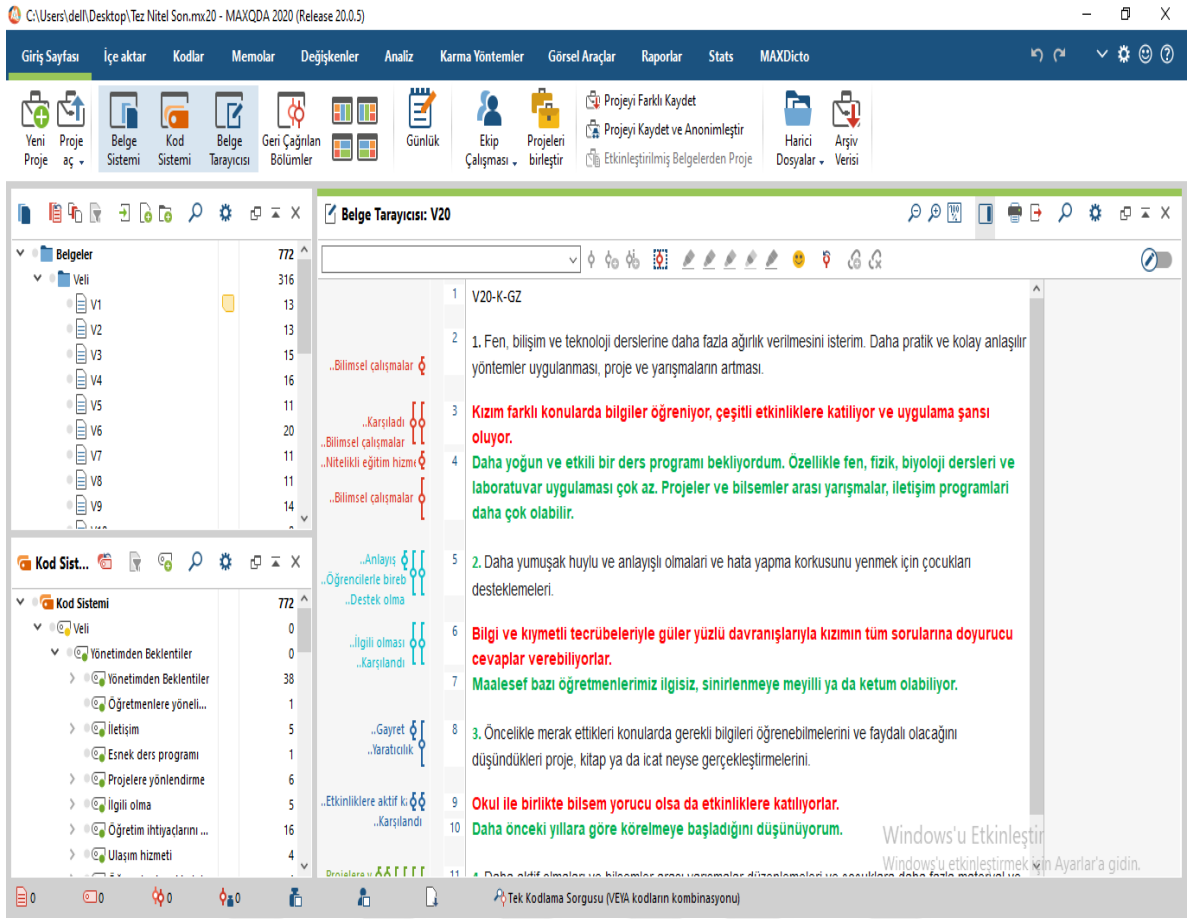 C:\Users\dell\Desktop\Tez Nitel Son.mx20 - MAXQDA 2020 (Release 20.0.5)
Giriş Sayfası İçe aktar Kodlar Memolar Değişkenler Analiz Karma Yöntemler Görsel Araçlar Raporlar Stats MAXDicto
Yeni Proje
Proje aç
Belge Sistemi
Kod Sistemi
Belge Tarayıcısı
Geri Çağrılan Bölümler
Günlük
Ekip Çalışması
Projeleri birleştir
Projeyi Farklı Kaydet
Projeyi Kaydet ve Anonimleştir
Etkinleştirilmiş Belgelerden Proje
Harici Dosyalar
Arşiv Verisi
Belgeler 772
Veli 316
V1 13
V2 13
V3 15
V4 16
V5 11
V6 20
V7 11
V8 11
V9 14
Kod Sist...
Kod Sistemi 772
Veli 0
Yönetimden Beklentiler 0
Yönetimden Beklentiler 38
Öğretmenlere yöneli... 1
İletişim 5
Esnek ders programı 1
Projelere yönlendirme 6
İlgili olma 5
Öğretim ihtiyaçlarını ... 16
Ulaşım hizmeti 4
Belge Tarayıcısı: V20
1 V20-K-GZ
2 1. Fen, bilişim ve teknoloji derslerine daha fazla ağırlık verilmesini isterim. Daha pratik ve kolay anlaşılır
..Bilimsel çalışmalar yöntemler uygulanması, proje ve yarışmaların artması.
3 Kızım farklı konularda bilgiler öğreniyor, çeşitli etkinliklere katiliyor ve uygulama şansı
..Karşıladı
oluyor.
..Bilimsel çalışmalar
..Nitelikli eğitim hizme 4 Daha yoğun ve etkili bir ders programı bekliyordum. Özellikle fen, fizik, biyoloji dersleri ve
..Bilimsel çalışmalar laboratuvar uygulaması çok az. Projeler ve bilsemler arası yarışmalar, iletişim programlari
daha çok olabilir.
..Anlayış 5 2. Daha yumuşak huylu ve anlayışlı olmalari ve hata yapma korkusunu yenmek için çocukları
..Öğrencilerle bireb
desteklemeleri.
..Destek olma
6 Bilgi ve kıymetli tecrübeleriyle güler yüzlü davranışlarıyla kızımın tüm sorularına doyurucu
..İlgili olması
cevaplar verebiliyorlar.
..Karşılandı
7 Maalesef bazı öğretmenlerimiz ilgisiz, sinirlenmeye meyilli ya da ketum olabiliyor.
..Gayret 8 3. Öncelikle merak ettikleri konularda gerekli bilgileri öğrenebilmelerini ve faydalı olacağını
..Yaratıcılık
düşündükleri proje, kitap ya da icat neyse gerçekleştirmelerini.
..Etkinliklere aktif k 9 Okul ile birlikte bilsem yorucu olsa da etkinliklere katılıyorlar.
..Karşılandı
10 Daha önceki yıllara göre körelmeye başladığını düşünüyorum.
Windows'u Etkinleştir
Windows'u etkinleştirmek için Ayarlar'a gidin.
0 0 0 0 Tek Kodlama Sorgusu (VEYA kodların kombinasyonu)